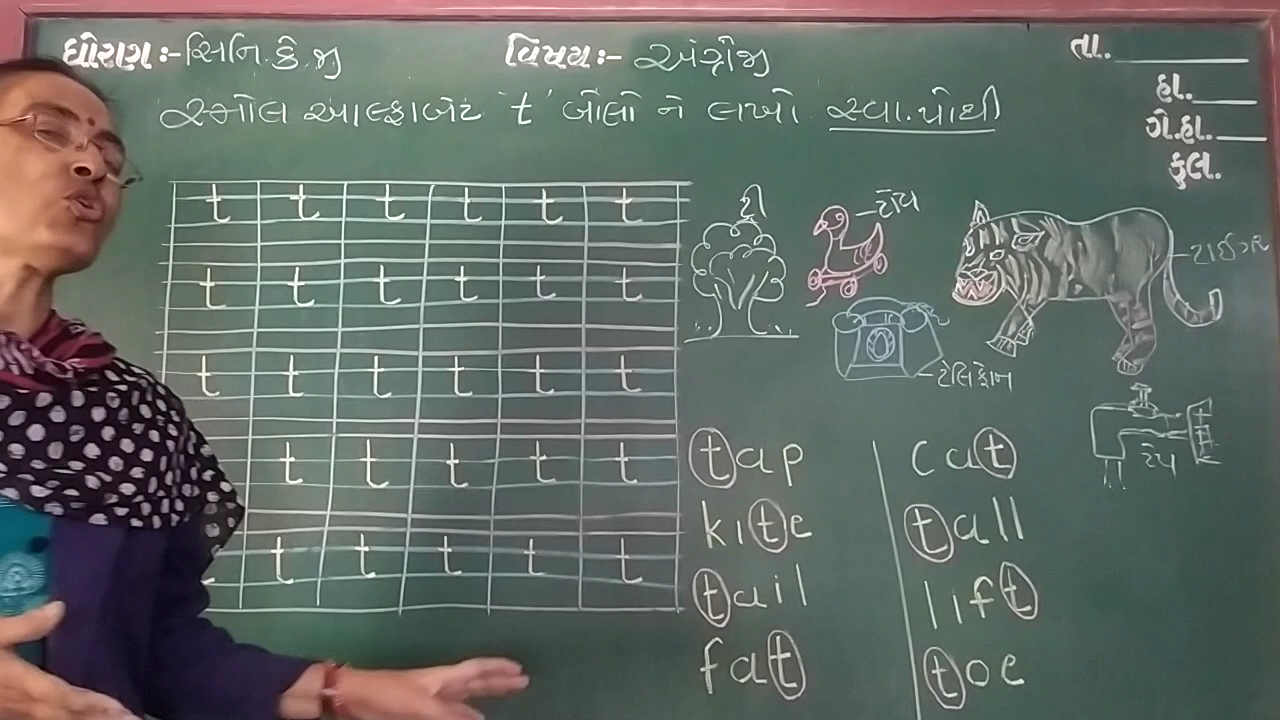 ધોરણ:- સિનિ.કે.જી વિષય:- અંગ્રેજી તા.
હા.
સ્મોલ આલ્ફાબેટ 't' બોલો ને લખો સ્વા.પોથી
ગે.હા.
કુલ.
t t t t t t
t t t t t t
t t t t t t
t t t t t
t t t t t
ટ્રી
ટોય
ટાઈગર
ટેલિફોન
ટેપ
tap cat
kite tall
tail lift
fat toe